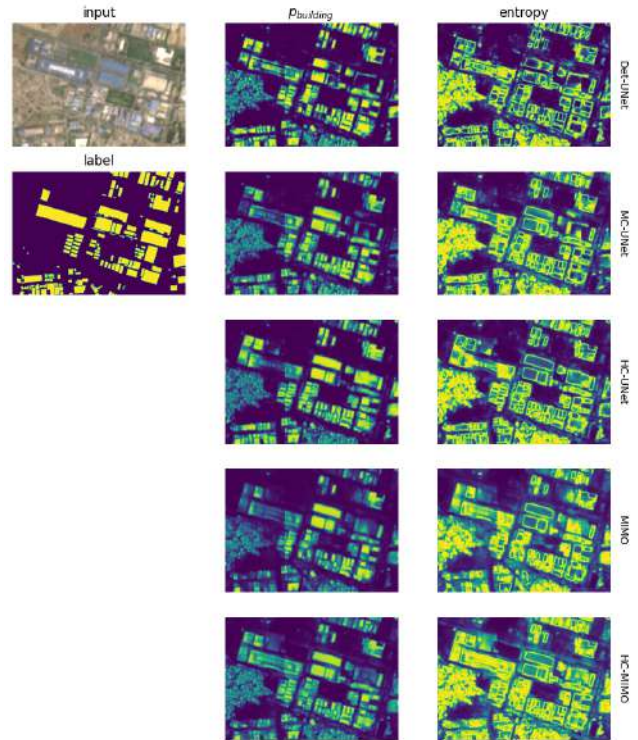 input
p_building
entropy
Det-UNet
label
MC-UNet
HC-UNet
MIMO
HC-MIMO